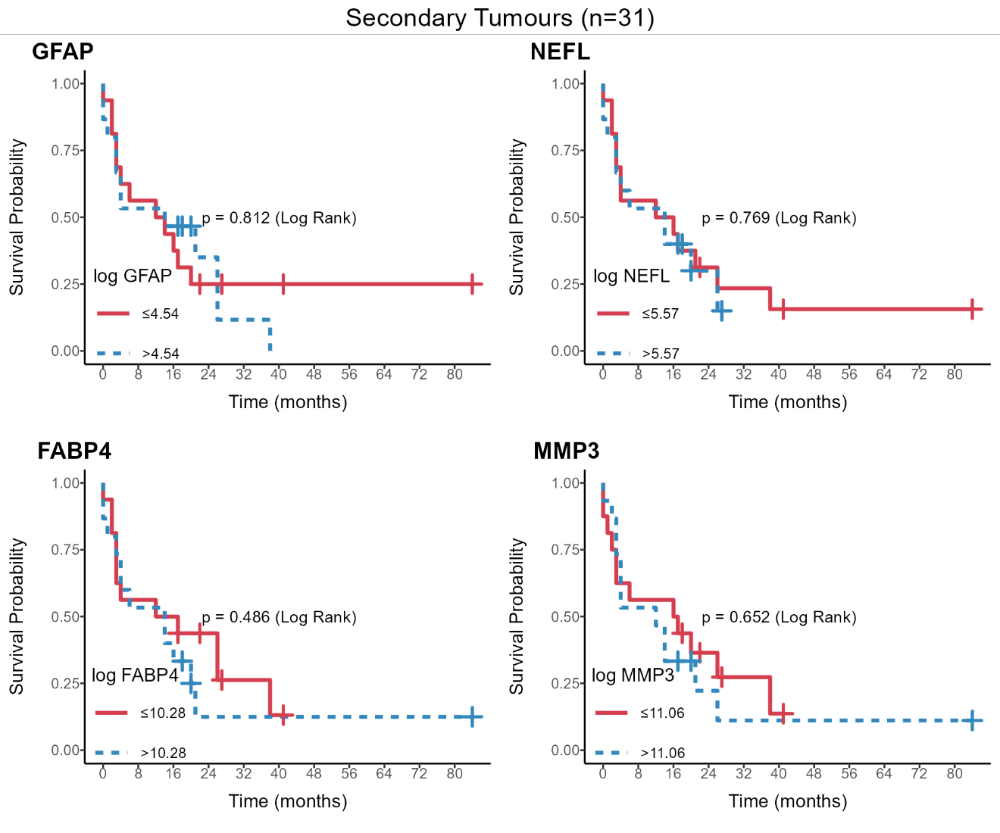 Secondary Tumours (n=31)
GFAP
Survival Probability
1.00
0.75
0.50
0.25
0.00
p = 0.812 (Log Rank)
log GFAP
≤4.54
>4.54
0 8 16 24 32 40 48 56 64 72 80
Time (months)
NEFL
Survival Probability
1.00
0.75
0.50
0.25
0.00
p = 0.769 (Log Rank)
log NEFL
≤5.57
>5.57
0 8 16 24 32 40 48 56 64 72 80
Time (months)
FABP4
Survival Probability
1.00
0.75
0.50
0.25
0.00
p = 0.486 (Log Rank)
log FABP4
≤10.28
>10.28
0 8 16 24 32 40 48 56 64 72 80
Time (months)
MMP3
Survival Probability
1.00
0.75
0.50
0.25
0.00
p = 0.652 (Log Rank)
log MMP3
≤11.06
>11.06
0 8 16 24 32 40 48 56 64 72 80
Time (months)